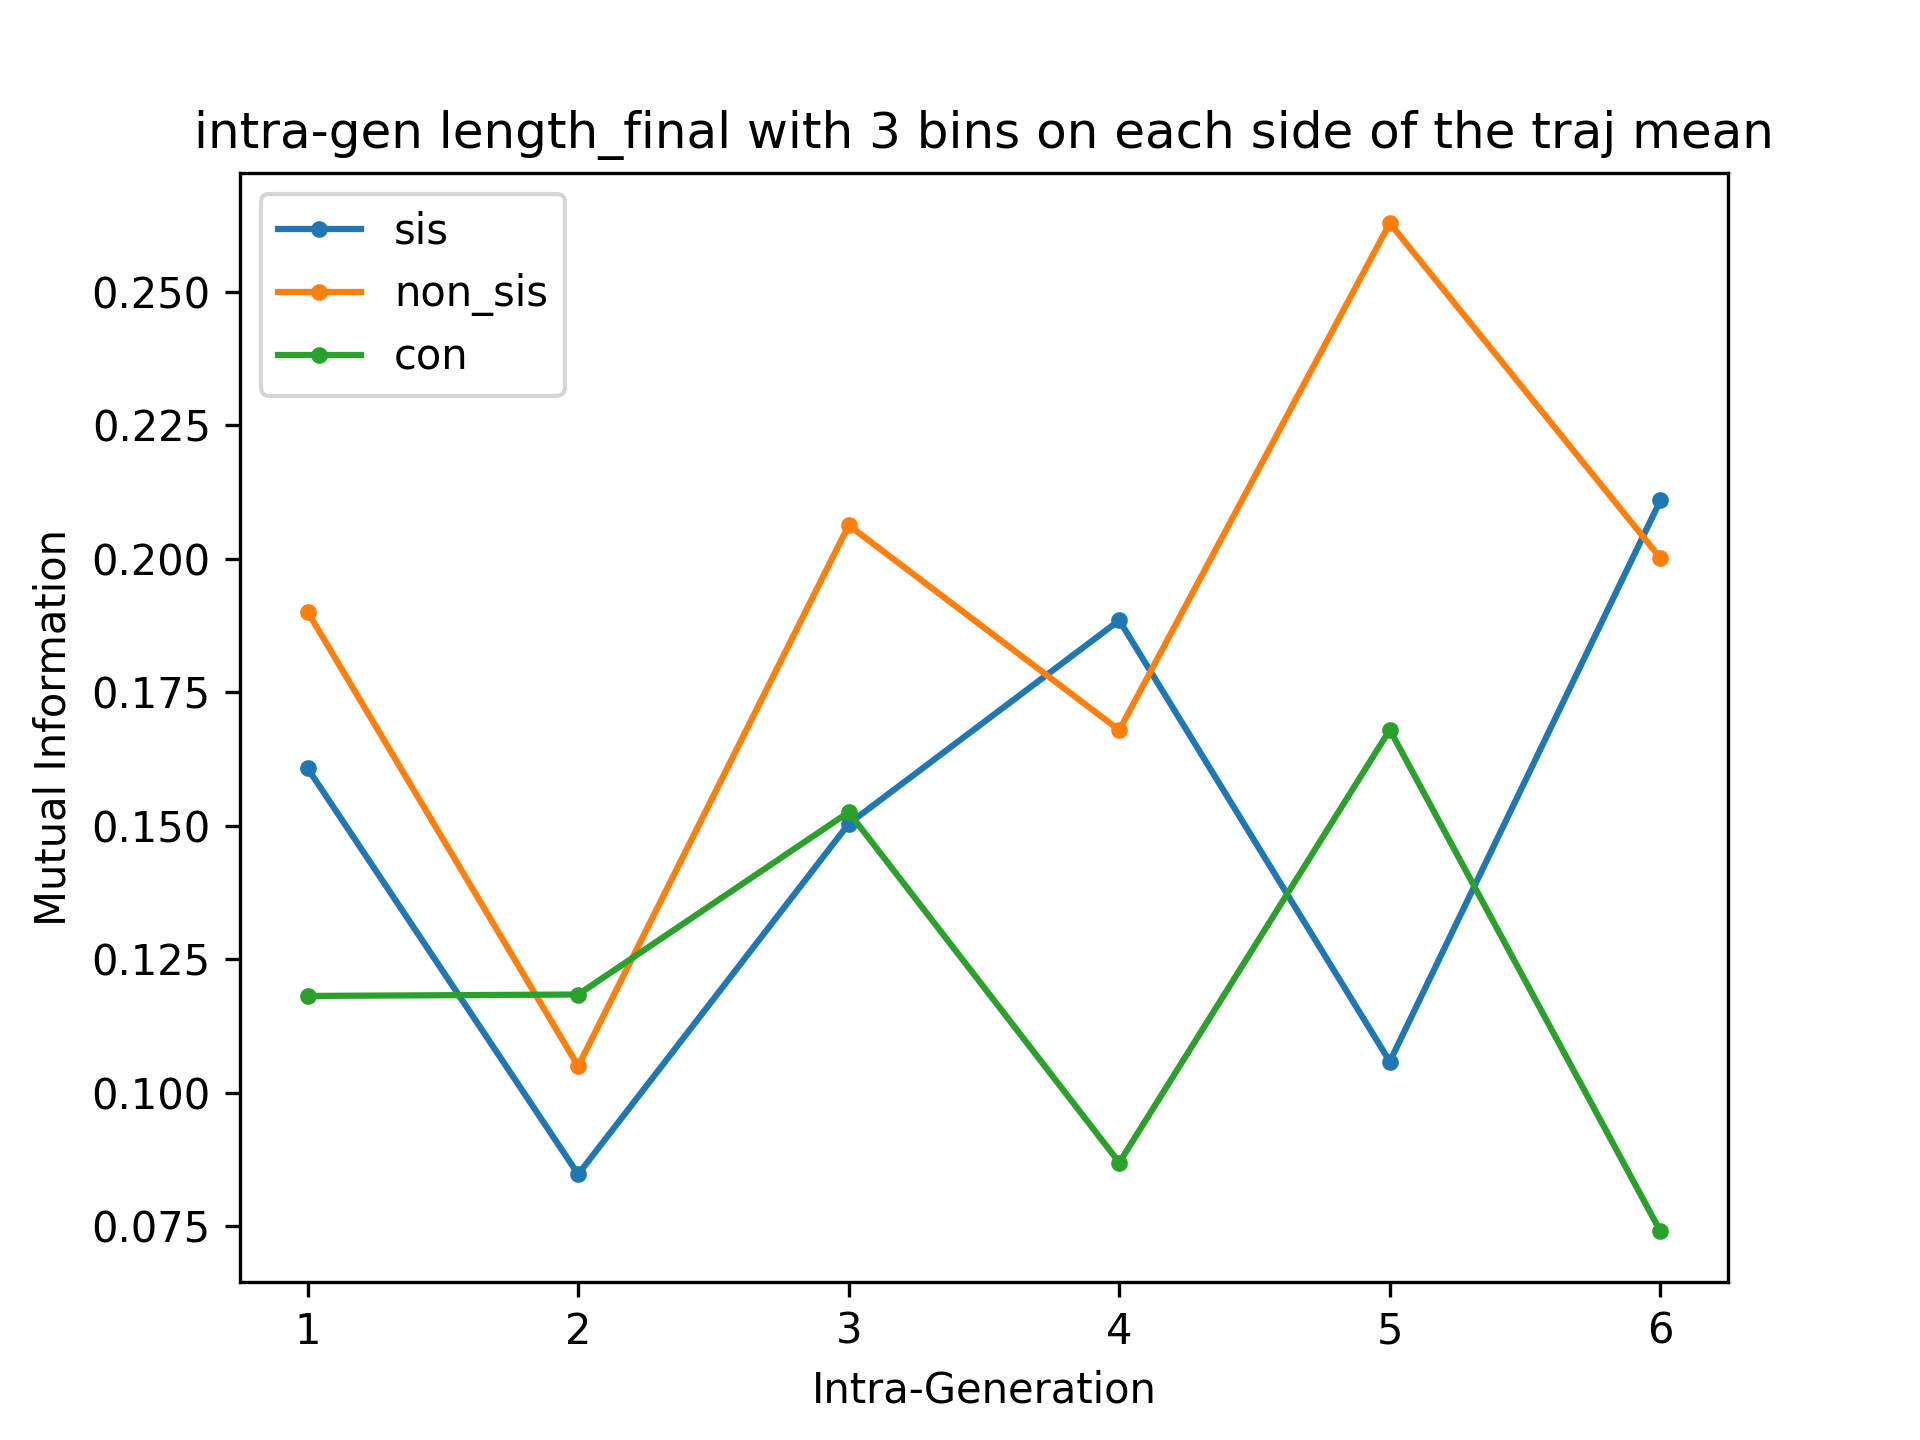 intra-gen length_final with 3 bins on each side of the traj mean
sis
non_sis
con
0.250
0.225
0.200
0.175
0.150
0.125
0.100
0.075
Mutual Information
1 2 3 4 5 6
Intra-Generation